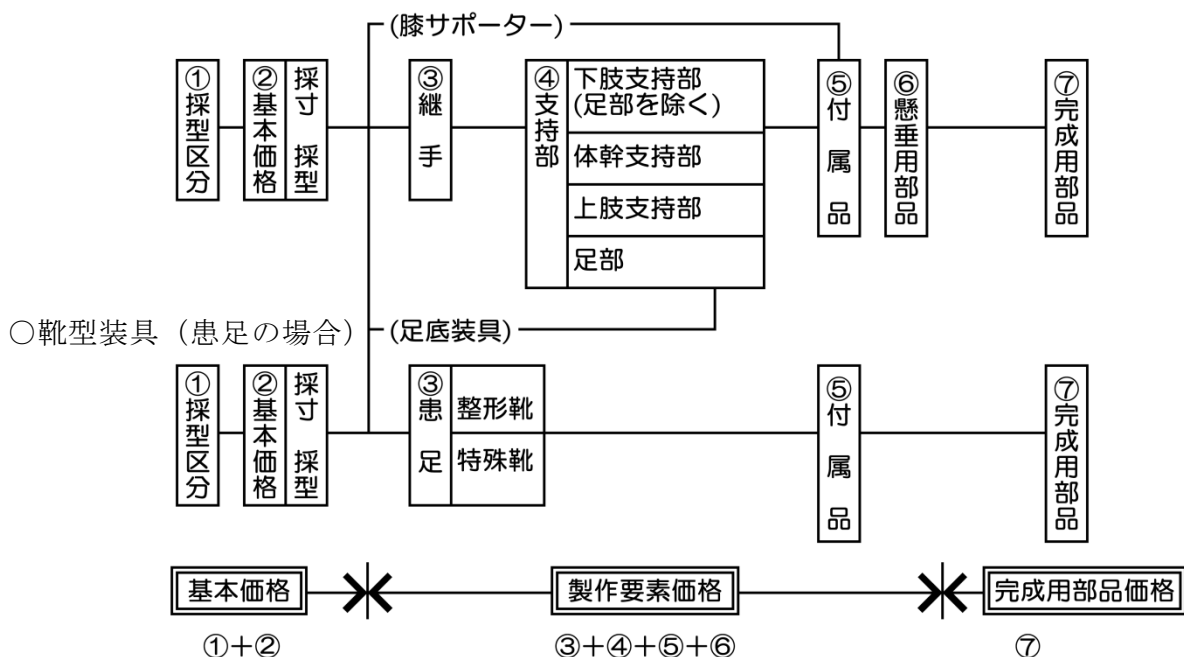 (膝サポーター)
①採型区分
②基本価格
採寸 採型
③継手
④支持部
下肢支持部
(足部を除く)
体幹支持部
上肢支持部
足部
⑤付属品
⑥懸垂用部品
⑦完成用部品
(足底装具)
○靴型装具（患足の場合）
①採型区分
②基本価格
採寸 採型
③患足
整形靴
特殊靴
⑤付属品
⑦完成用部品
基本価格
製作要素価格
完成用部品価格
①+②
③+④+⑤+⑥
⑦